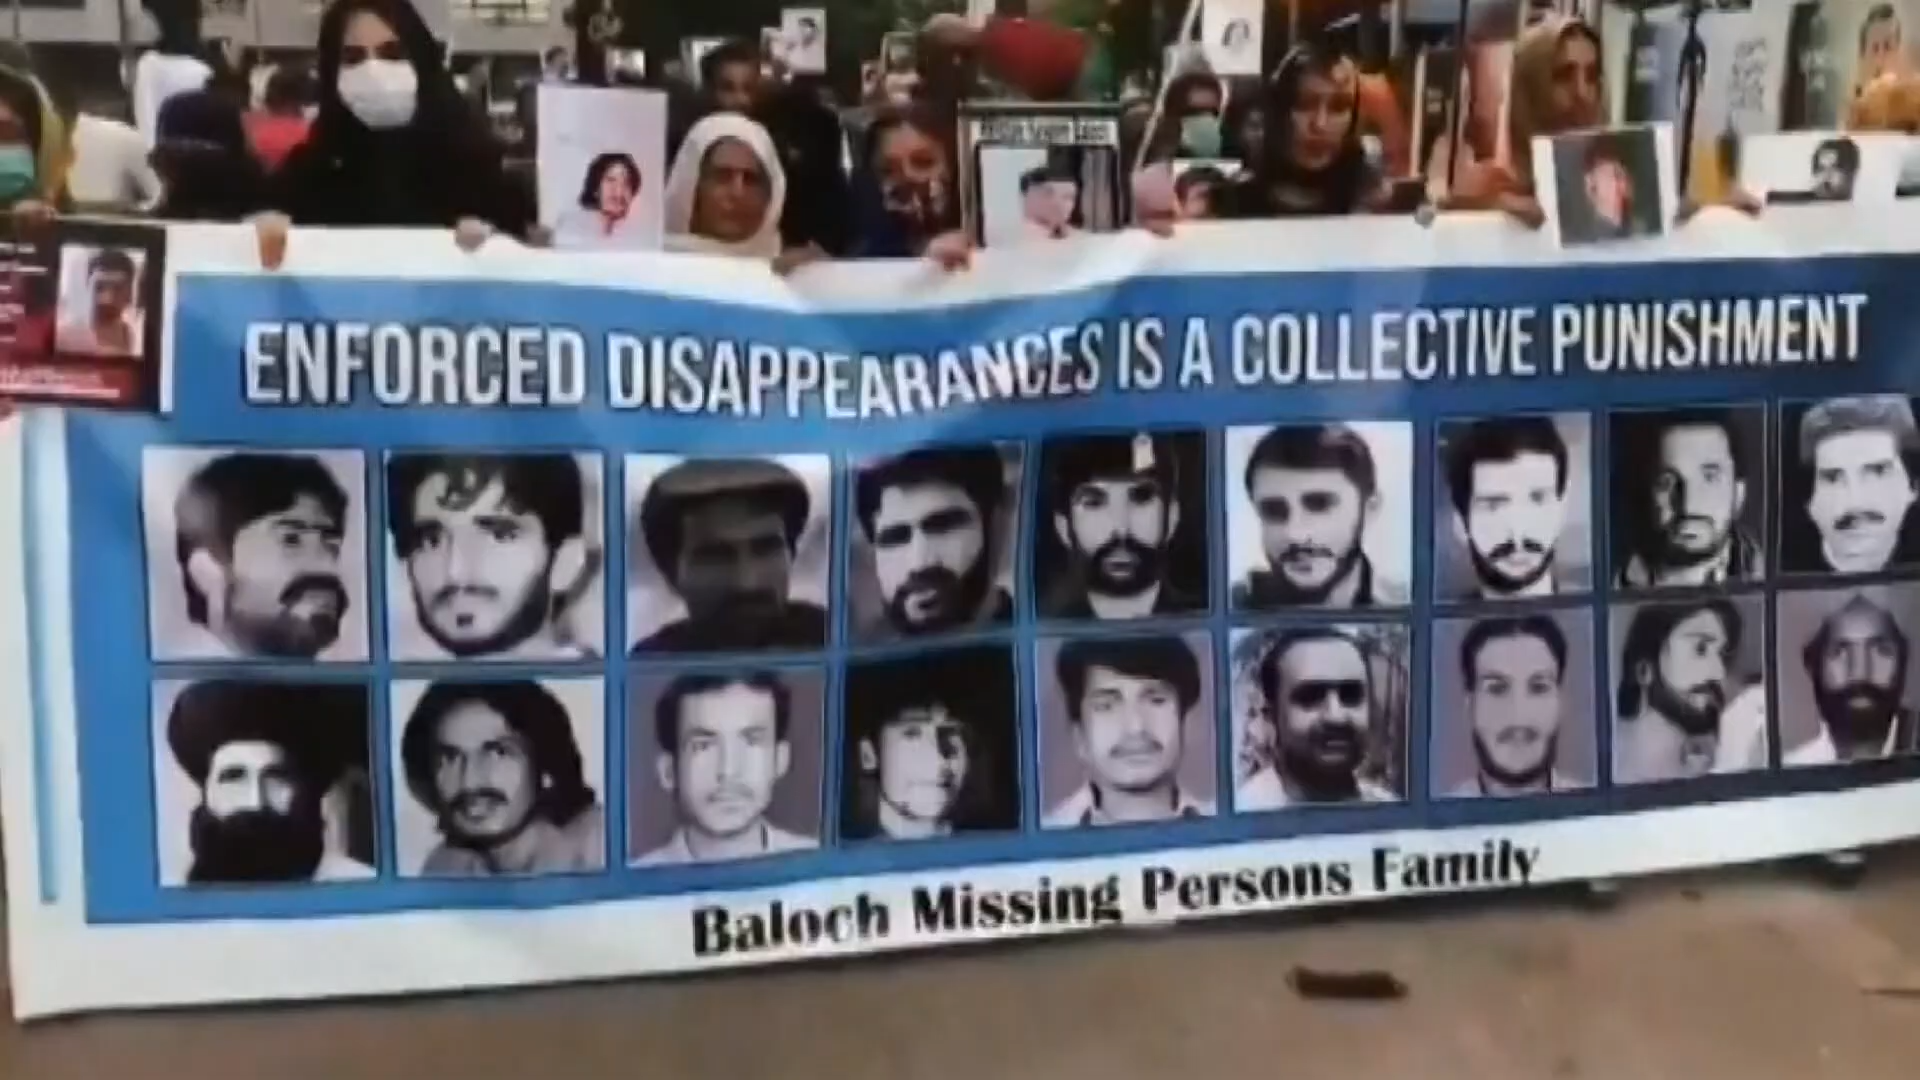 ENFORCED DISAPPEARANCES IS A COLLECTIVE PUNISHMENT
Baloch Missing Persons Family